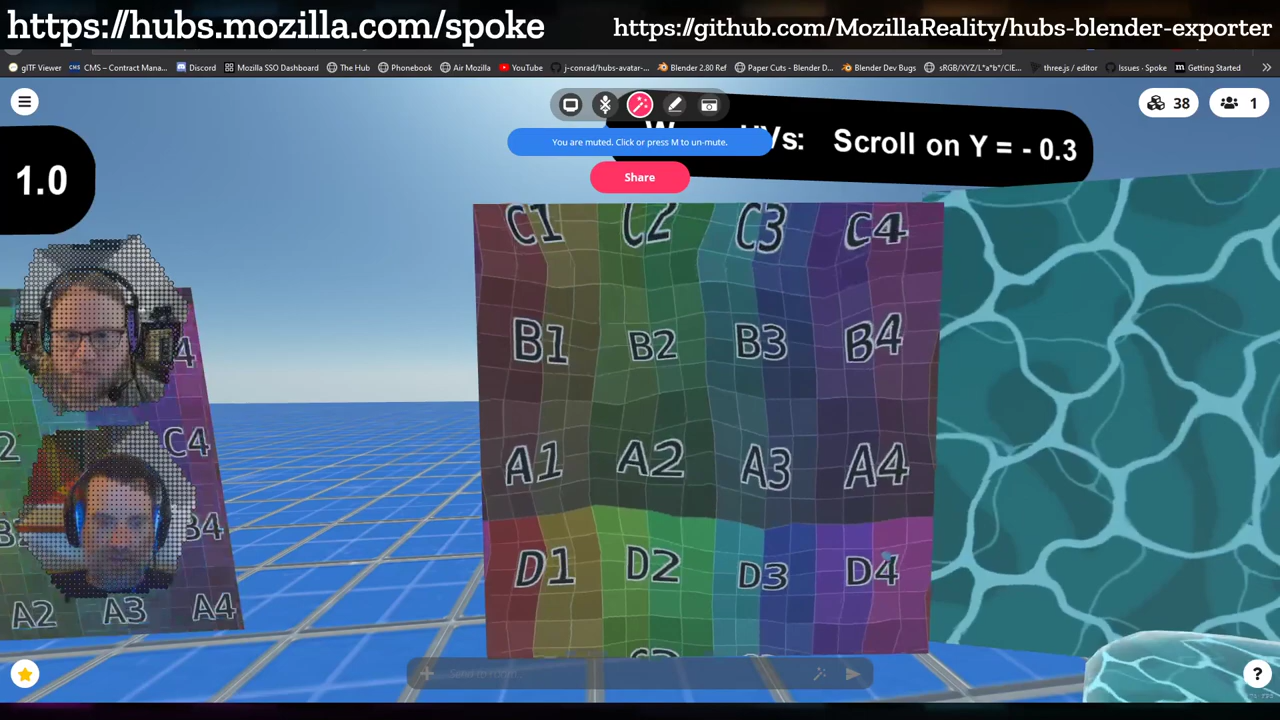 https://hubs.mozilla.com/spoke
https://github.com/MozillaReality/hubs-blender-exporter
glTF Viewer
CMS – Contract Mana...
Discord
Mozilla SSO Dashboard
The Hub
Phonebook
Air Mozilla
YouTube
j-conrad/hubs-avatar-...
Blender 2.80 Ref
Paper Cuts - Blender D...
Blender Dev Bugs
sRGB/XYZ/L*a*b*/CIE...
three.js / editor
Issues · Spoke
Getting Started
38
1
Scroll on Y = - 0.3
You are muted. Click or press M to un-mute.
1.0
Share
C1 C2 C3 C4
B1 B2 B3 B4
A1 A2 A3 A4
D1 D2 D3 D4
C4
B4
A2 A3 A4
?